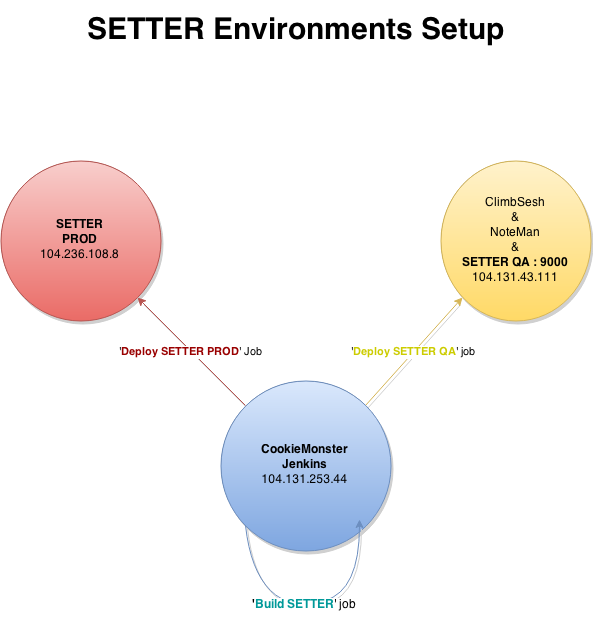 SETTER Environments Setup
SETTER
PROD
104.236.108.8
ClimbSesh
&
NoteMan
&
SETTER QA : 9000
104.131.43.111
'Deploy SETTER PROD' Job
'Deploy SETTER QA' job
CookieMonster
Jenkins
104.131.253.44
'Build SETTER' job